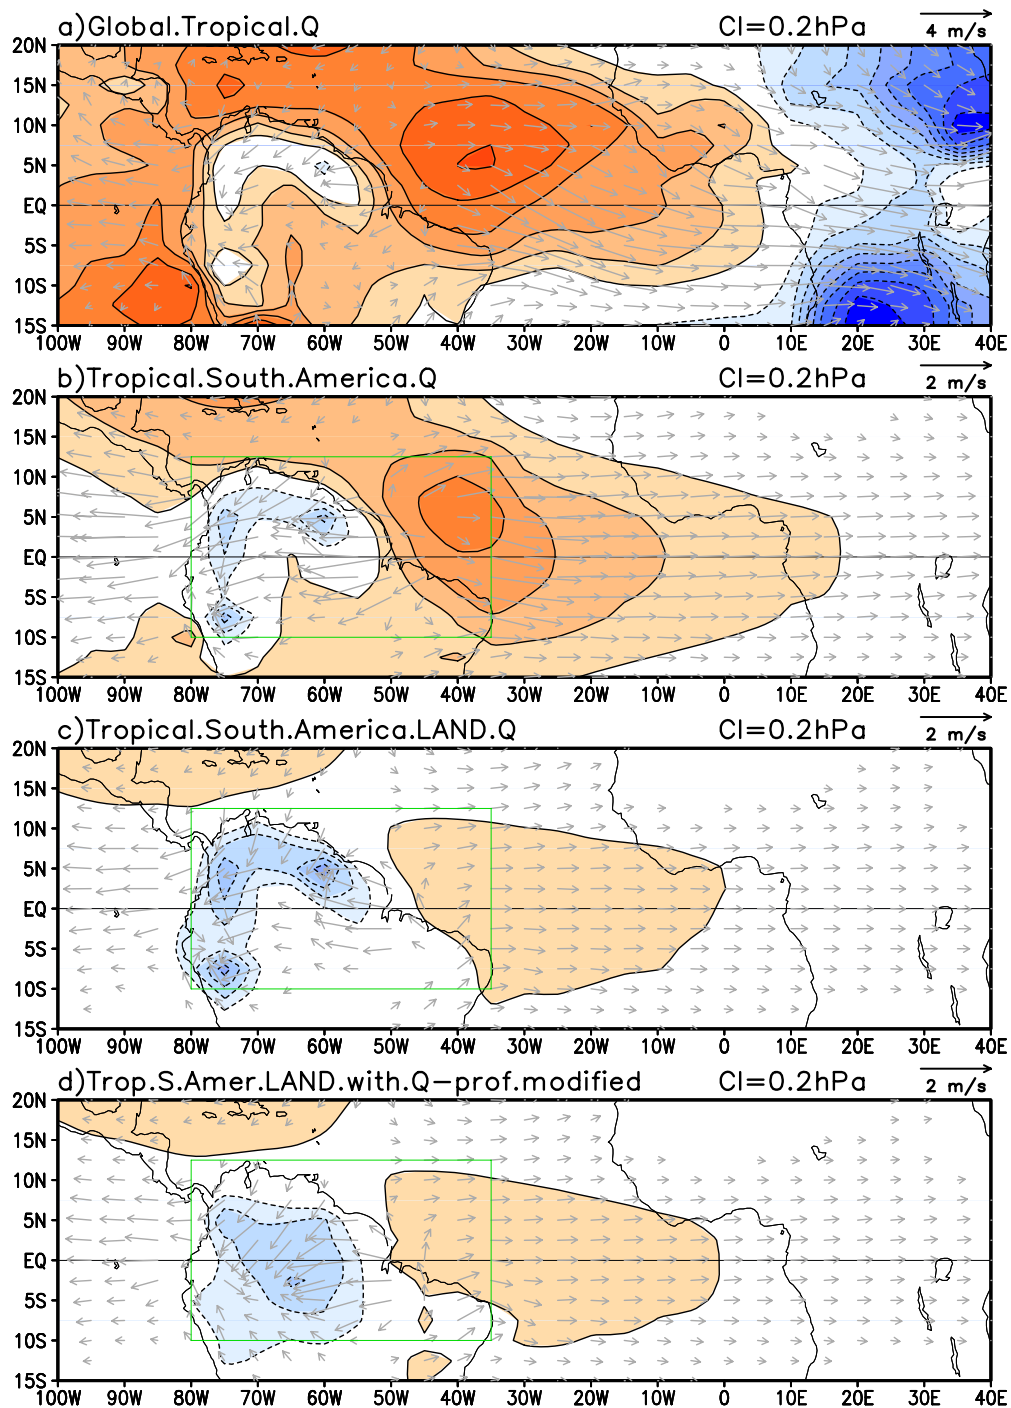 a)Global.Tropical.Q CI=0.2hPa 4 m/s
20N
15N
10N
5N
EQ
5S
10S
15S
100W 90W 80W 70W 60W 50W 40W 30W 20W 10W 0 10E 20E 30E 40E
b)Tropical.South.America.Q CI=0.2hPa 2 m/s
20N
15N
10N
5N
EQ
5S
10S
15S
100W 90W 80W 70W 60W 50W 40W 30W 20W 10W 0 10E 20E 30E 40E
c)Tropical.South.America.LAND.Q CI=0.2hPa 2 m/s
20N
15N
10N
5N
EQ
5S
10S
15S
100W 90W 80W 70W 60W 50W 40W 30W 20W 10W 0 10E 20E 30E 40E
d)Trop.S.Amer.LAND.with.Q-prof.modified CI=0.2hPa 2 m/s
20N
15N
10N
5N
EQ
5S
10S
15S
100W 90W 80W 70W 60W 50W 40W 30W 20W 10W 0 10E 20E 30E 40E